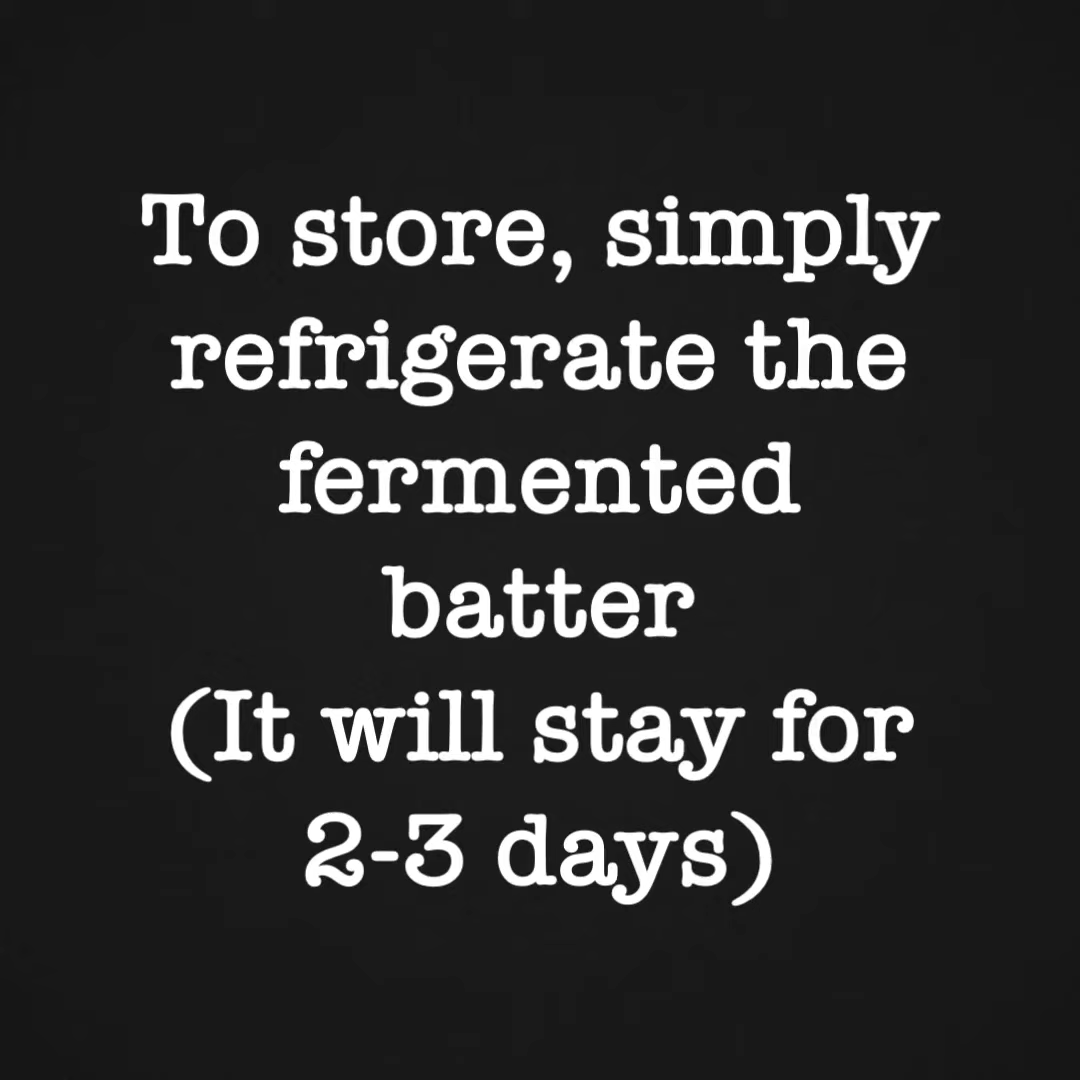 To store, simply
refrigerate the
fermented
batter
(It will stay for
2-3 days)